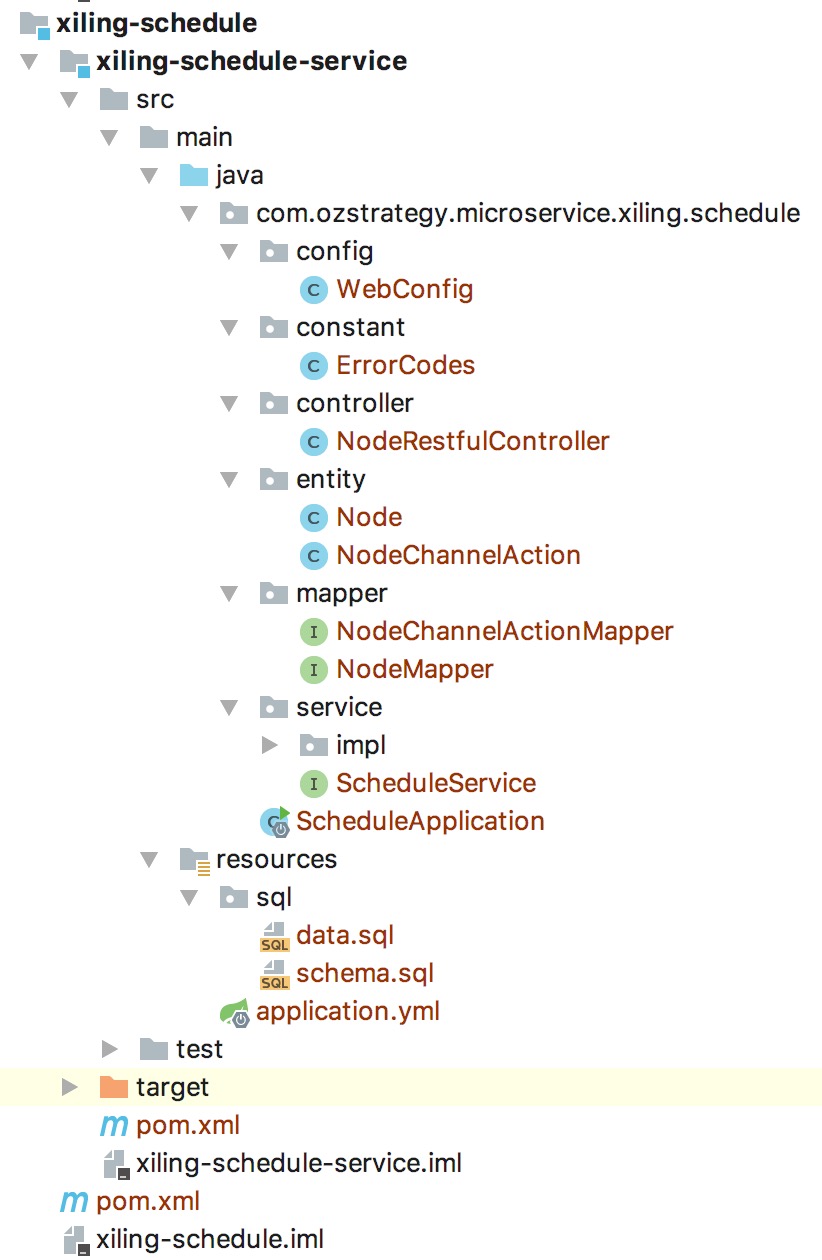 xiling-schedule
xiling-schedule-service
src
main
java
com.ozstrategy.microservice.xiling.schedule
config
C WebConfig
constant
C ErrorCodes
controller
C NodeRestfulController
entity
C Node
C NodeChannelAction
mapper
I NodeChannelActionMapper
I NodeMapper
service
impl
I ScheduleService
C ScheduleApplication
resources
sql
SQL data.sql
SQL schema.sql
application.yml
test
target
m pom.xml
xiling-schedule-service.iml
m pom.xml
xiling-schedule.iml